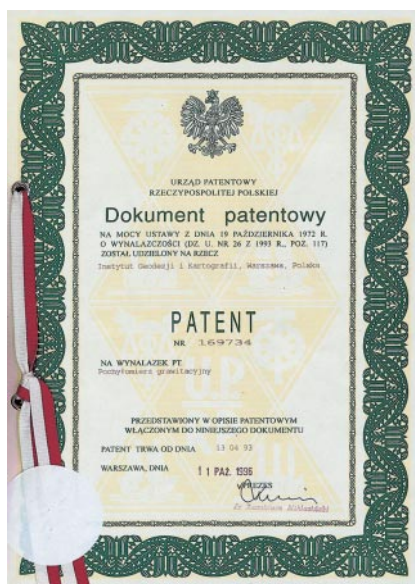 URZĄD PATENTOWY
RZECZYPOSPOLITEJ POLSKIEJ
Dokument patentowy
NA MOCY USTAWY Z DNIA 19 PAŹDZIERNIKA 1972 R.
O WYNALAZCZOŚCI (DZ. U. NR 26 Z 1993 R., POZ. 117)
ZOSTAŁ UDZIELONY NA RZECZ
Instytut Geodezji i Kartografii, Warszawa, Polska
PATENT
NR 169734
NA WYNALAZEK PT.
Pochyłomierz grawitacyjny
PRZEDSTAWIONY W OPISIE PATENTOWYM
WŁĄCZONYM DO NINIEJSZEGO DOKUMENTU
PATENT TRWA OD DNIA 13 04 93
WARSZAWA, DNIA 11 PAŹ. 1996
PREZES